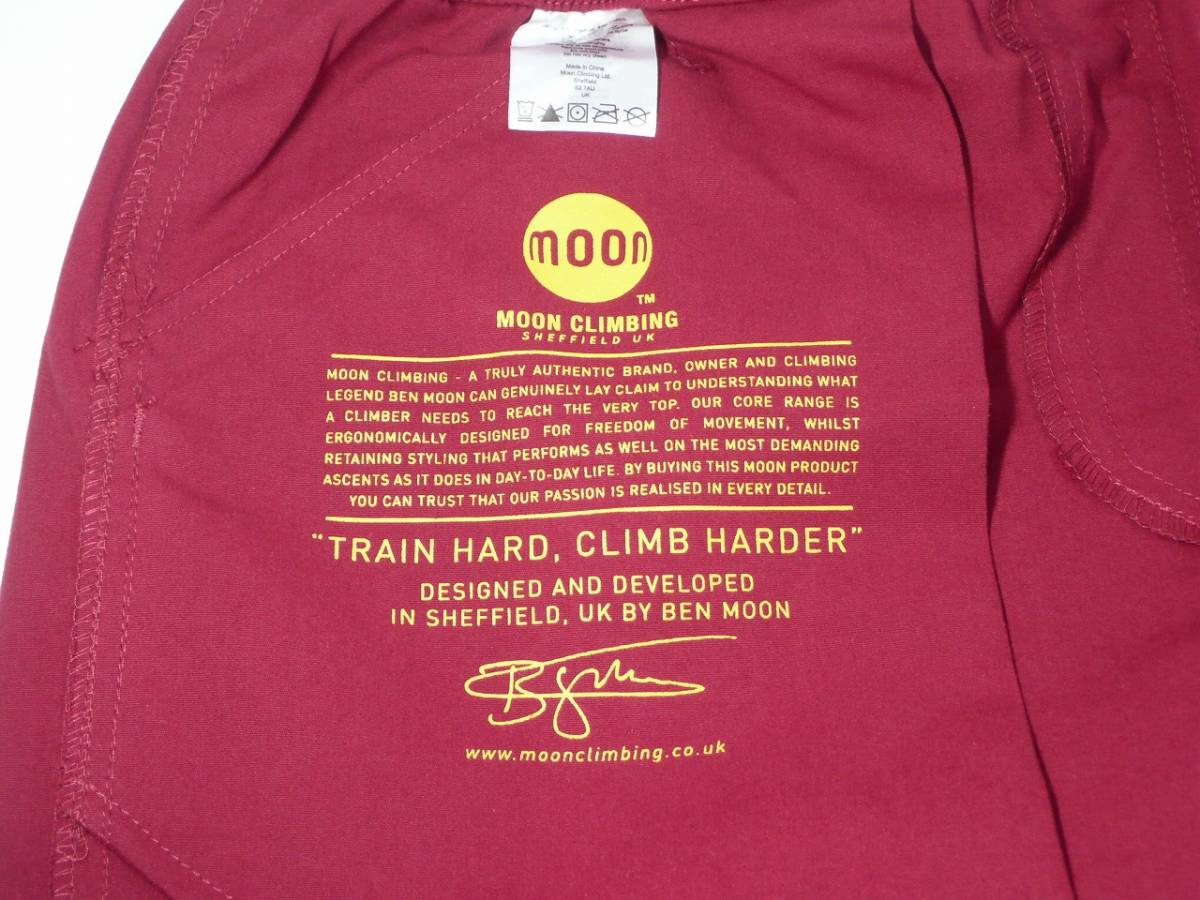 Made in China
Moon Climbing Ltd.
Sheffield
S2 7AU
UK
moon
TM
MOON CLIMBING
SHEFFIELD UK
MOON CLIMBING - A TRULY AUTHENTIC BRAND, OWNER AND CLIMBING
LEGEND BEN MOON CAN GENUINELY LAY CLAIM TO UNDERSTANDING WHAT
A CLIMBER NEEDS TO REACH THE VERY TOP. OUR CORE RANGE IS
ERGONOMICALLY DESIGNED FOR FREEDOM OF MOVEMENT, WHILST
RETAINING STYLING THAT PERFORMS AS WELL ON THE MOST DEMANDING
ASCENTS AS IT DOES IN DAY-TO-DAY LIFE. BY BUYING THIS MOON PRODUCT
YOU CAN TRUST THAT OUR PASSION IS REALISED IN EVERY DETAIL.
"TRAIN HARD, CLIMB HARDER"
DESIGNED AND DEVELOPED
IN SHEFFIELD, UK BY BEN MOON
www.moonclimbing.co.uk